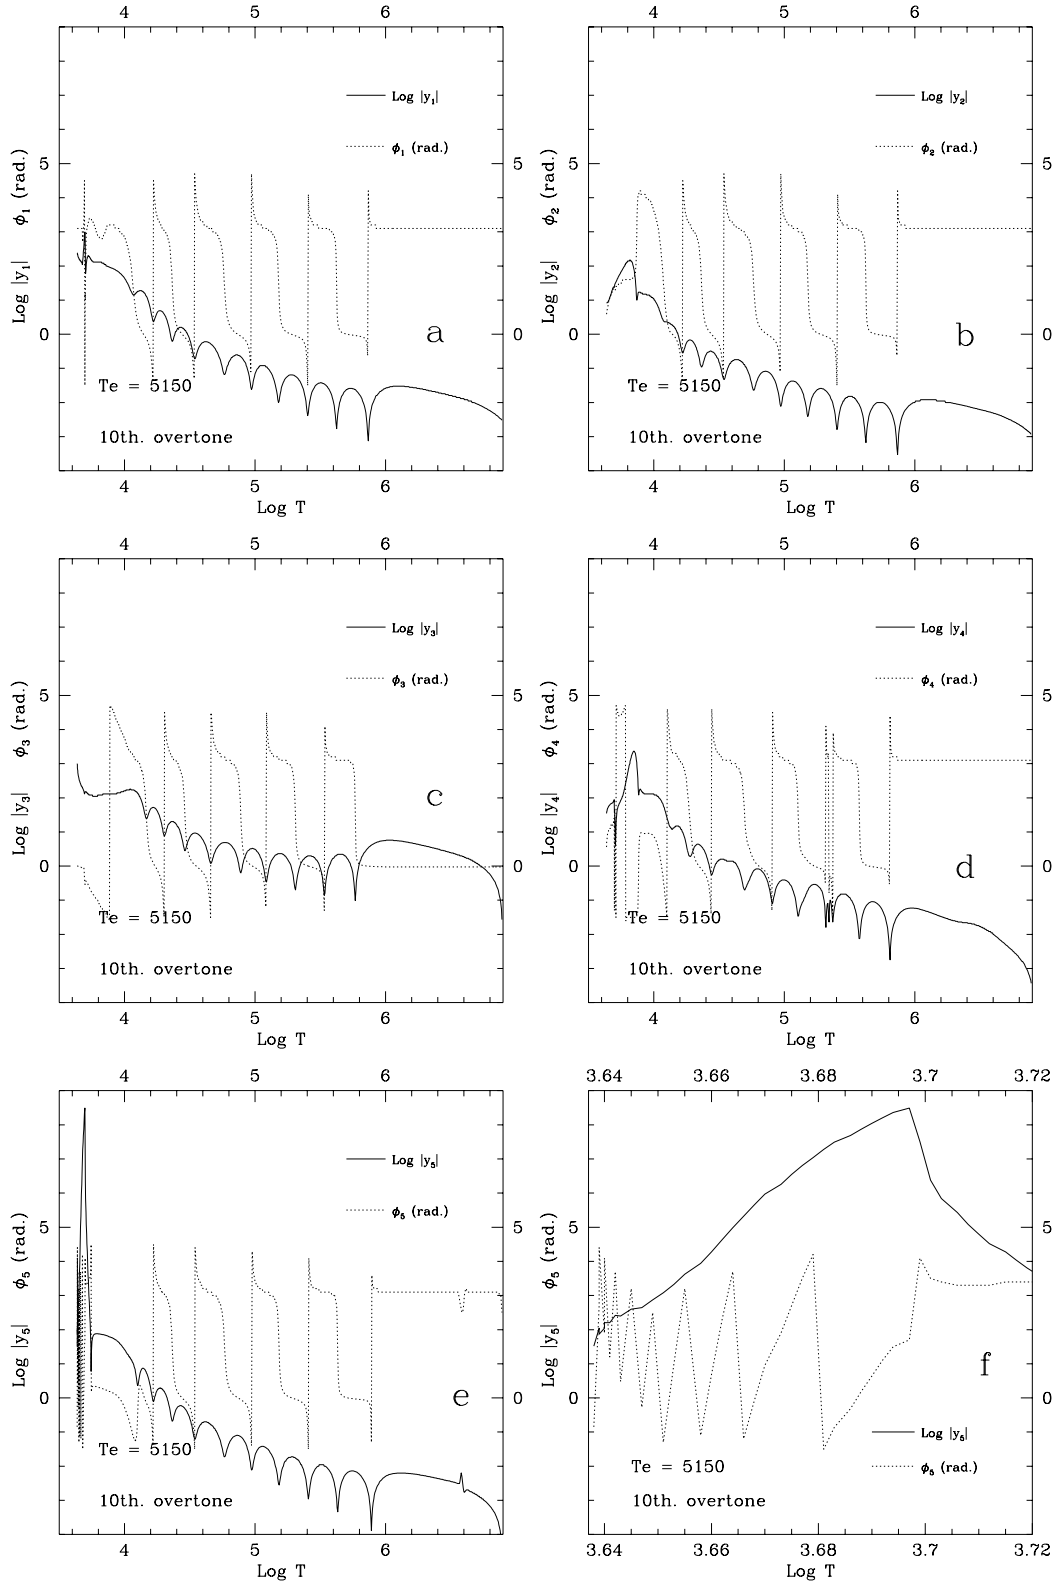 4 5 6
4 5 6
Log |y₁|
Log |y₂|
ϕ₁ (rad.)
ϕ₂ (rad.)
5
5
5
0
0
0
Log |y₁| ϕ₁ (rad.)
Log |y₂| ϕ₂ (rad.)
a
b
Te = 5150
Te = 5150
10th. overtone
10th. overtone
4 5 6
4 5 6
Log T
Log T
4 5 6
4 5 6
Log |y₃|
Log |y₄|
ϕ₃ (rad.)
ϕ₄ (rad.)
5
5
5
0
0
0
Log |y₃| ϕ₃ (rad.)
Log |y₄| ϕ₄ (rad.)
c
d
Te = 5150
Te = 5150
10th. overtone
10th. overtone
4 5 6
4 5 6
Log T
Log T
4 5 6
3.64 3.66 3.68 3.7 3.72
Log |y₅|
ϕ₅ (rad.)
5
5
5
0
0
0
Log |y₅| ϕ₅ (rad.)
Log |y₅| ϕ₅ (rad.)
e
f
Log |y₅|
ϕ₅ (rad.)
Te = 5150
Te = 5150
10th. overtone
10th. overtone
4 5 6
3.64 3.66 3.68 3.7 3.72
Log T
Log T